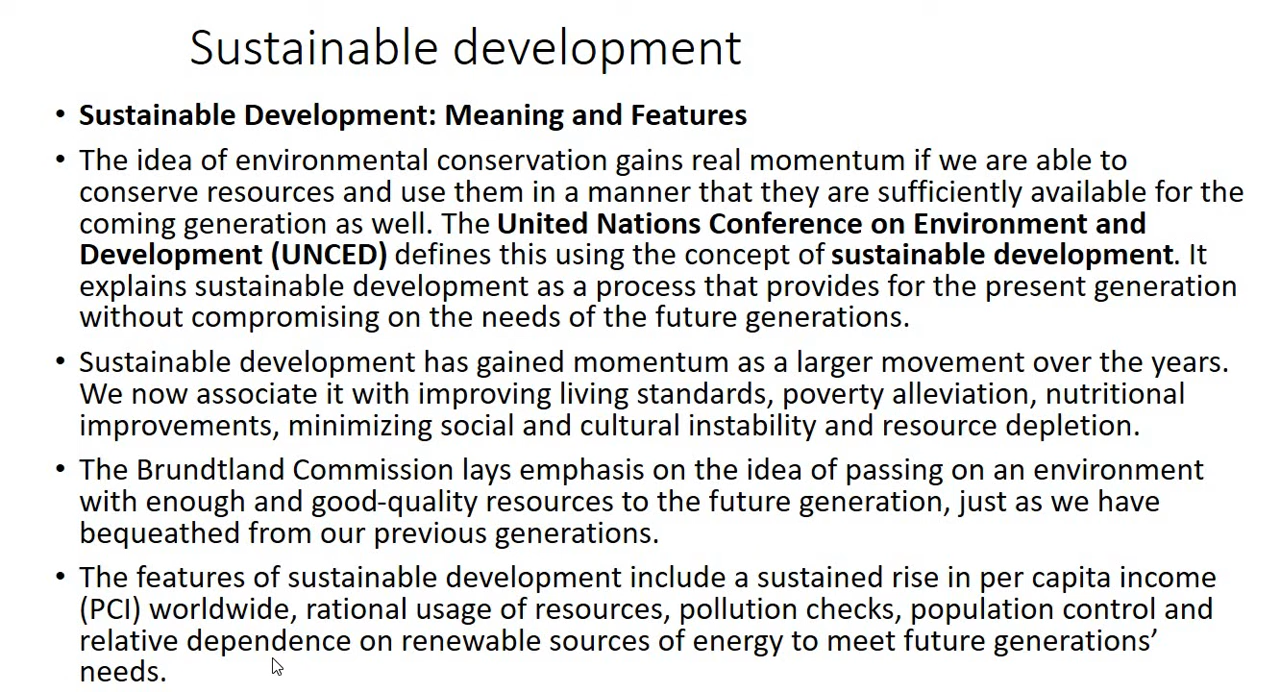 Sustainable development
• Sustainable Development: Meaning and Features
• The idea of environmental conservation gains real momentum if we are able to
conserve resources and use them in a manner that they are sufficiently available for the
coming generation as well. The United Nations Conference on Environment and
Development (UNCED) defines this using the concept of sustainable development. It
explains sustainable development as a process that provides for the present generation
without compromising on the needs of the future generations.
• Sustainable development has gained momentum as a larger movement over the years.
We now associate it with improving living standards, poverty alleviation, nutritional
improvements, minimizing social and cultural instability and resource depletion.
• The Brundtland Commission lays emphasis on the idea of passing on an environment
with enough and good-quality resources to the future generation, just as we have
bequeathed from our previous generations.
• The features of sustainable development include a sustained rise in per capita income
(PCI) worldwide, rational usage of resources, pollution checks, population control and
relative dependence on renewable sources of energy to meet future generations’
needs.